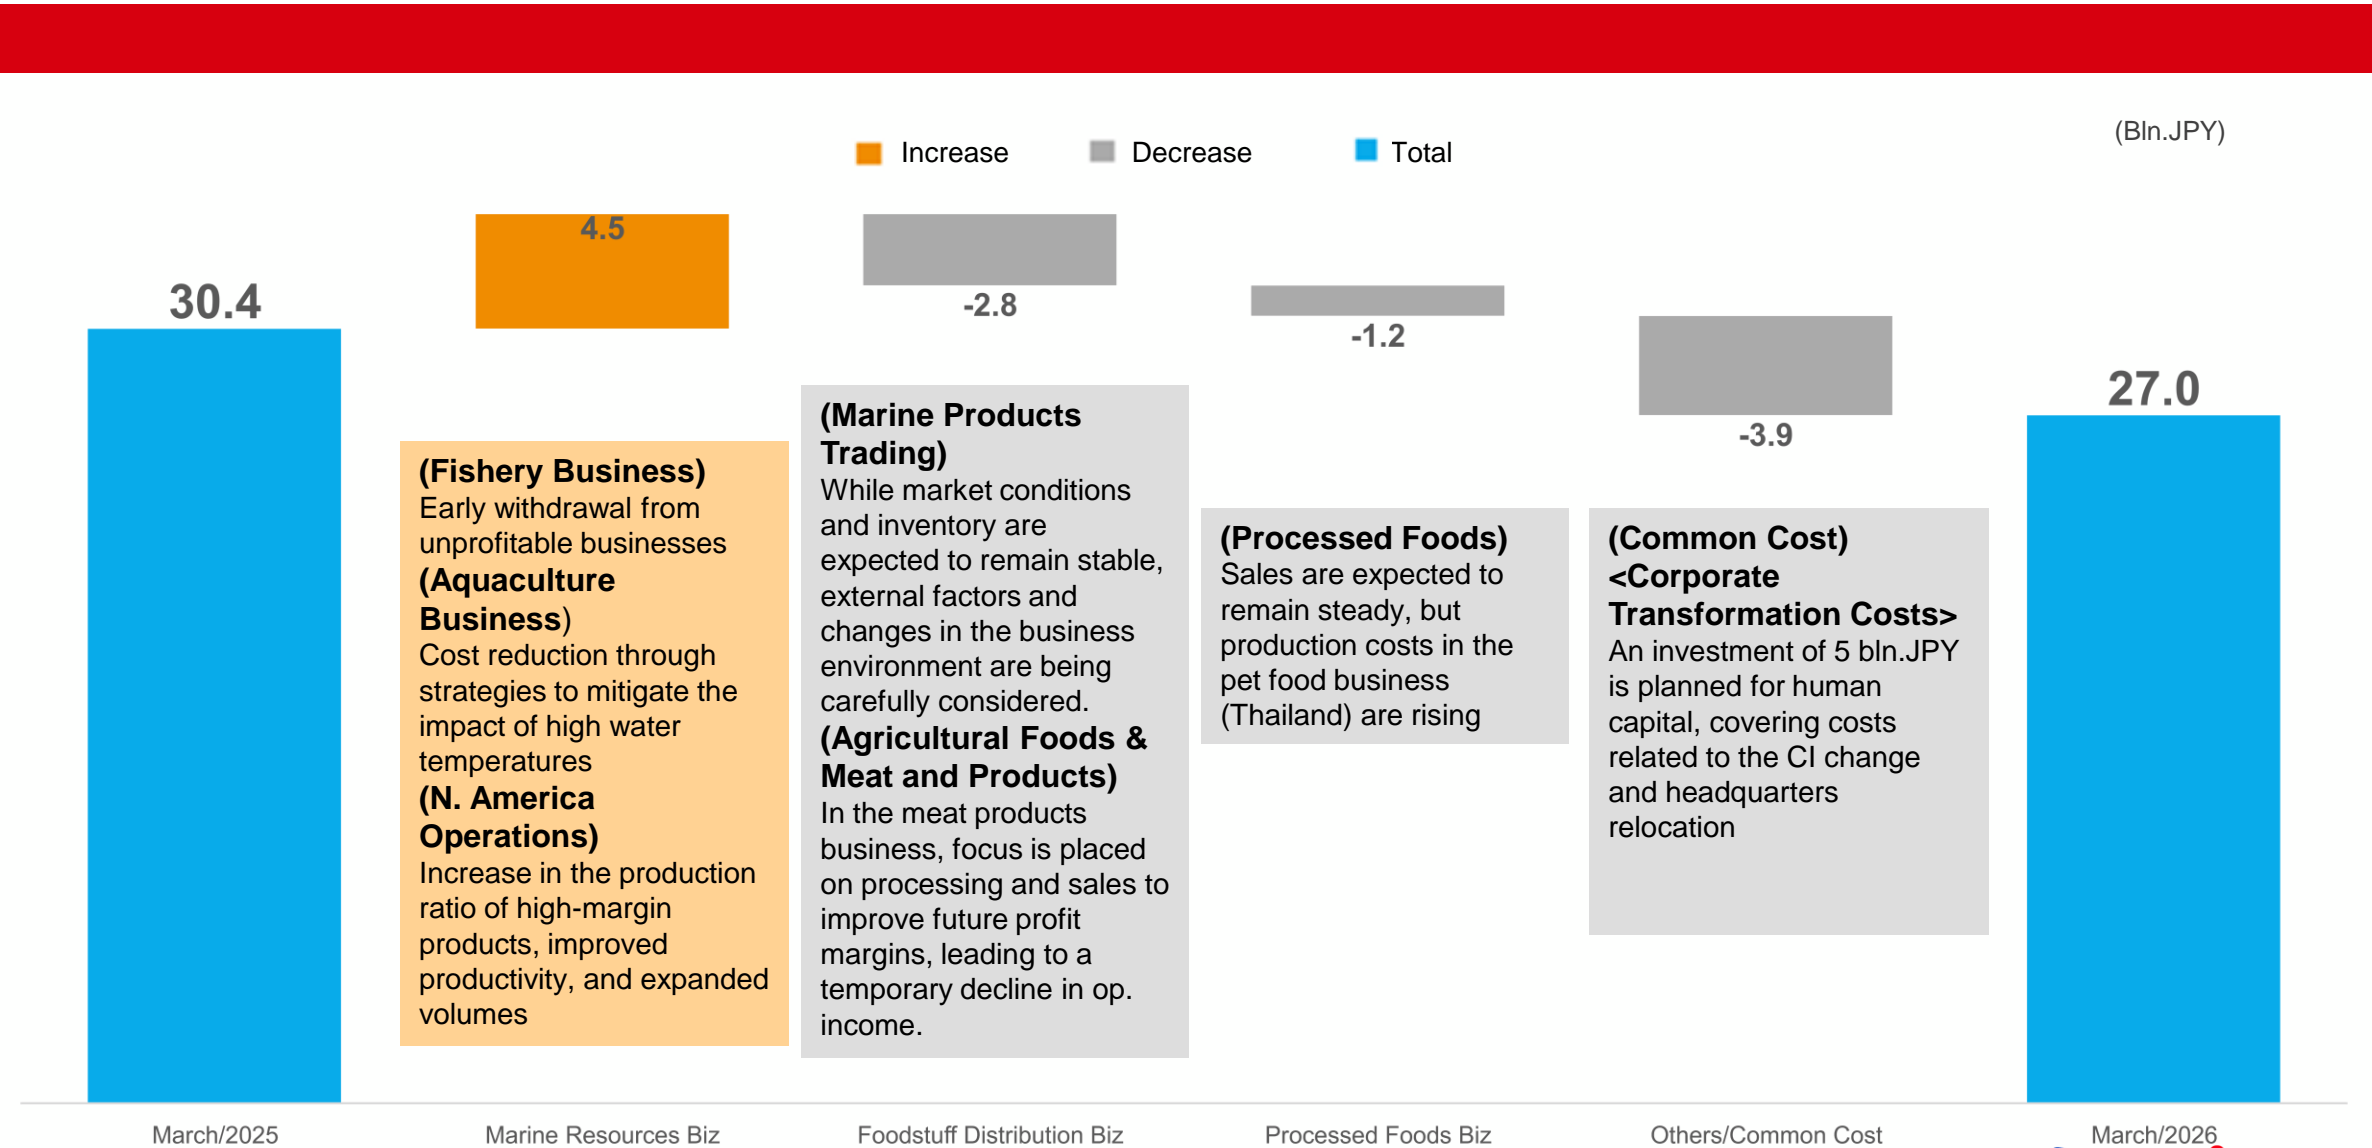 (Bln.JPY)
Increase
Decrease
Total
30.4
4.5
-2.8
-1.2
-3.9
27.0
(Fishery Business)
Early withdrawal from
unprofitable businesses
(Aquaculture
Business)
Cost reduction through
strategies to mitigate the
impact of high water
temperatures
(N. America
Operations)
Increase in the production
ratio of high-margin
products, improved
productivity, and expanded
volumes
(Marine Products
Trading)
While market conditions
and inventory are
expected to remain stable,
external factors and
changes in the business
environment are being
carefully considered.
(Agricultural Foods &
Meat and Products)
In the meat products
business, focus is placed
on processing and sales to
improve future profit
margins, leading to a
temporary decline in op.
income.
(Processed Foods)
Sales are expected to
remain steady, but
production costs in the
pet food business
(Thailand) are rising
(Common Cost)
<Corporate
Transformation Costs>
An investment of 5 bln.JPY
is planned for human
capital, covering costs
related to the CI change
and headquarters
relocation
March/2025
Marine Resources Biz
Foodstuff Distribution Biz
Processed Foods Biz
Others/Common Cost
March/2026